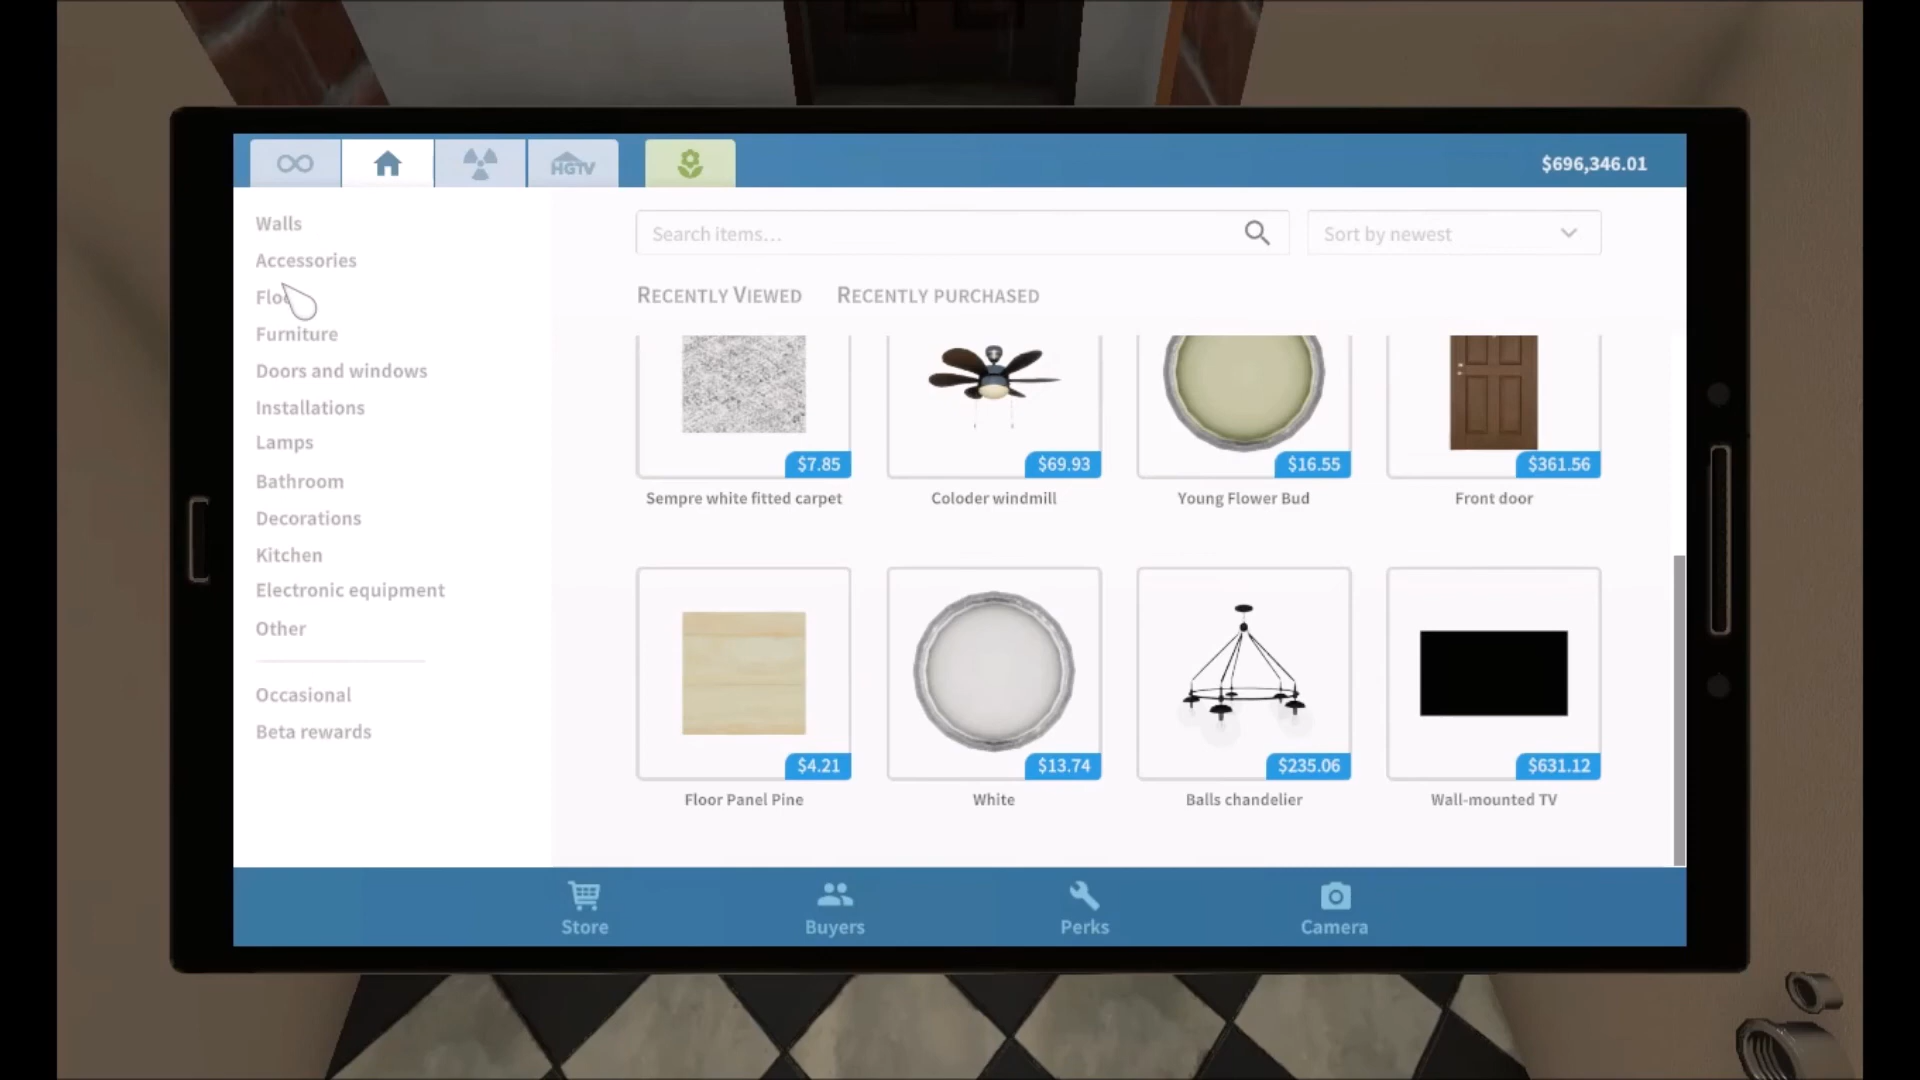 HGTV
$696,346.01
Walls
Accessories
Furniture
Doors and windows
Installations
Lamps
Bathroom
Decorations
Kitchen
Electronic equipment
Other
Occasional
Beta rewards
Search items...
Sort by newest
RECENTLY VIEWED RECENTLY PURCHASED
$7.85 $69.93 $16.55 $361.56
Sempre white fitted carpet Coloder windmill Young Flower Bud Front door
$4.21 $13.74 $235.06 $631.12
Floor Panel Pine White Balls chandelier Wall-mounted TV
Store Buyers Perks Camera